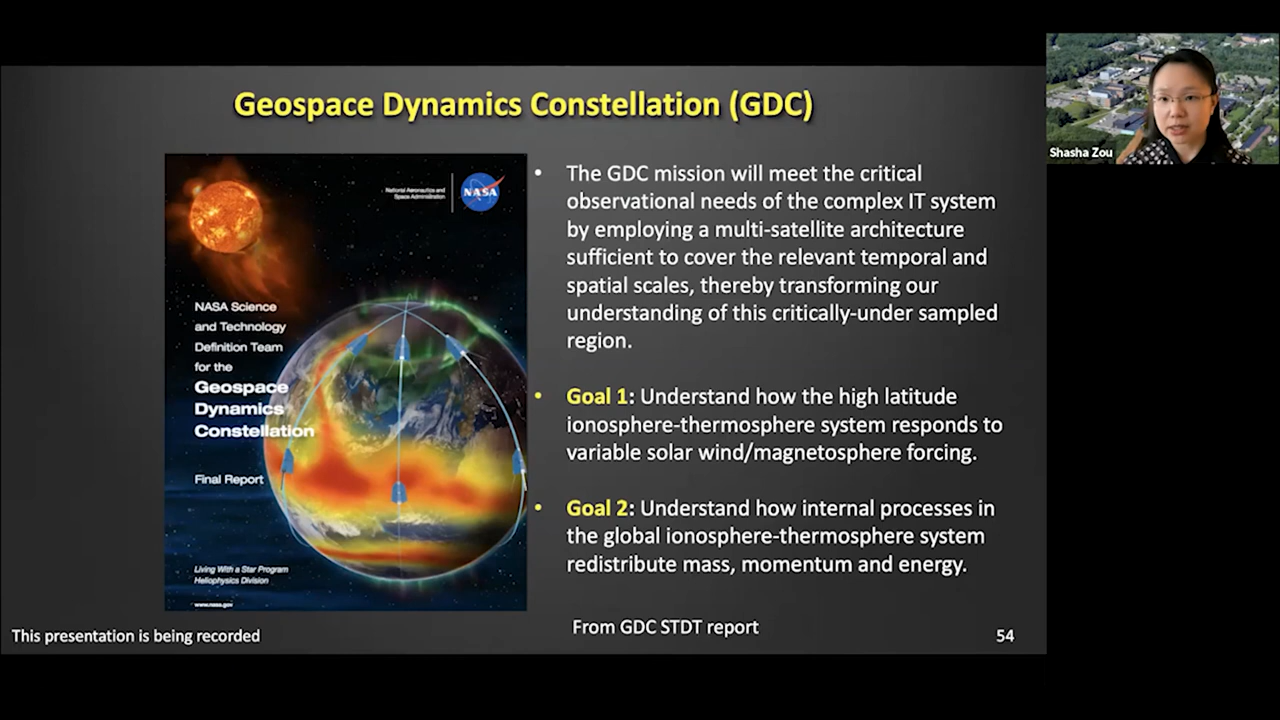 Geospace Dynamics Constellation (GDC)
National Aeronautics and
Space Administration
NASA
NASA Science
and Technology
Definition Team
for the
Geospace
Dynamics
Constellation
Final Report
Living With a Star Program
Heliophysics Division
www.nasa.gov
• The GDC mission will meet the critical
observational needs of the complex IT system
by employing a multi-satellite architecture
sufficient to cover the relevant temporal and
spatial scales, thereby transforming our
understanding of this critically-under sampled
region.
• Goal 1: Understand how the high latitude
ionosphere-thermosphere system responds to
variable solar wind/magnetosphere forcing.
• Goal 2: Understand how internal processes in
the global ionosphere-thermosphere system
redistribute mass, momentum and energy.
From GDC STDT report
This presentation is being recorded
54
Shasha Zou